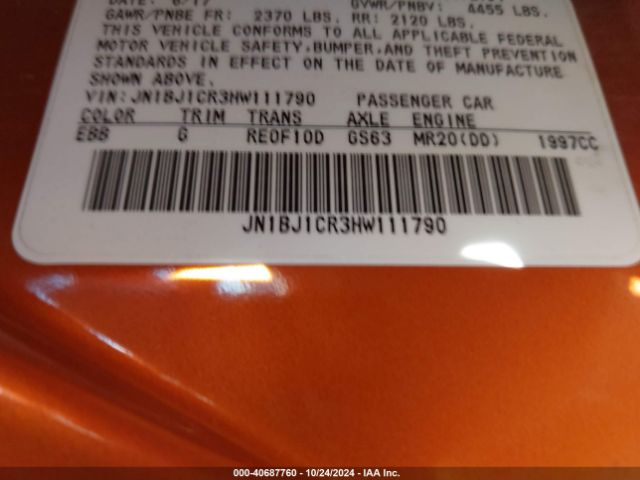 DATE: 6/17
GVWR/PNBV: 4455 LBS.
GAWR/PNBE FR: 2370 LBS. RR: 2120 LBS.
THIS VEHICLE CONFORMS TO ALL APPLICABLE FEDERAL
MOTOR VEHICLE SAFETY,BUMPER,AND THEFT PREVENTION
STANDARDS IN EFFECT ON THE DATE OF MANUFACTURE
SHOWN ABOVE.
VIN:JN1BJ1CR3HW111790 PASSENGER CAR
COLOR TRIM TRANS AXLE ENGINE
EBB G RE0F10D GS63 MR20(DD) 1997CC
JN1BJ1CR3HW111790
000-40687760 - 10/24/2024 - IAA Inc.